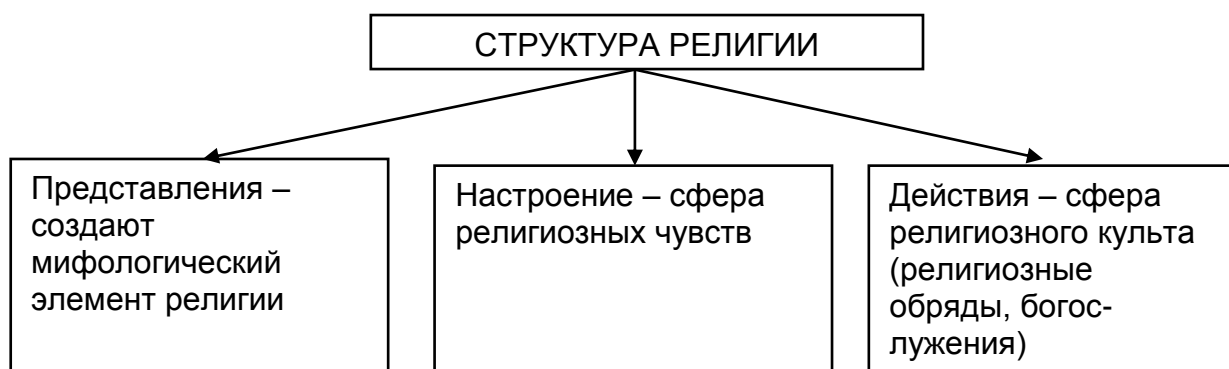 СТРУКТУРА РЕЛИГИИ
Представления –
создают
мифологический
элемент религии
Настроение – сфера
религиозных чувств
Действия – сфера
религиозного культа
(религиозные
обряды, богос-
лужения)